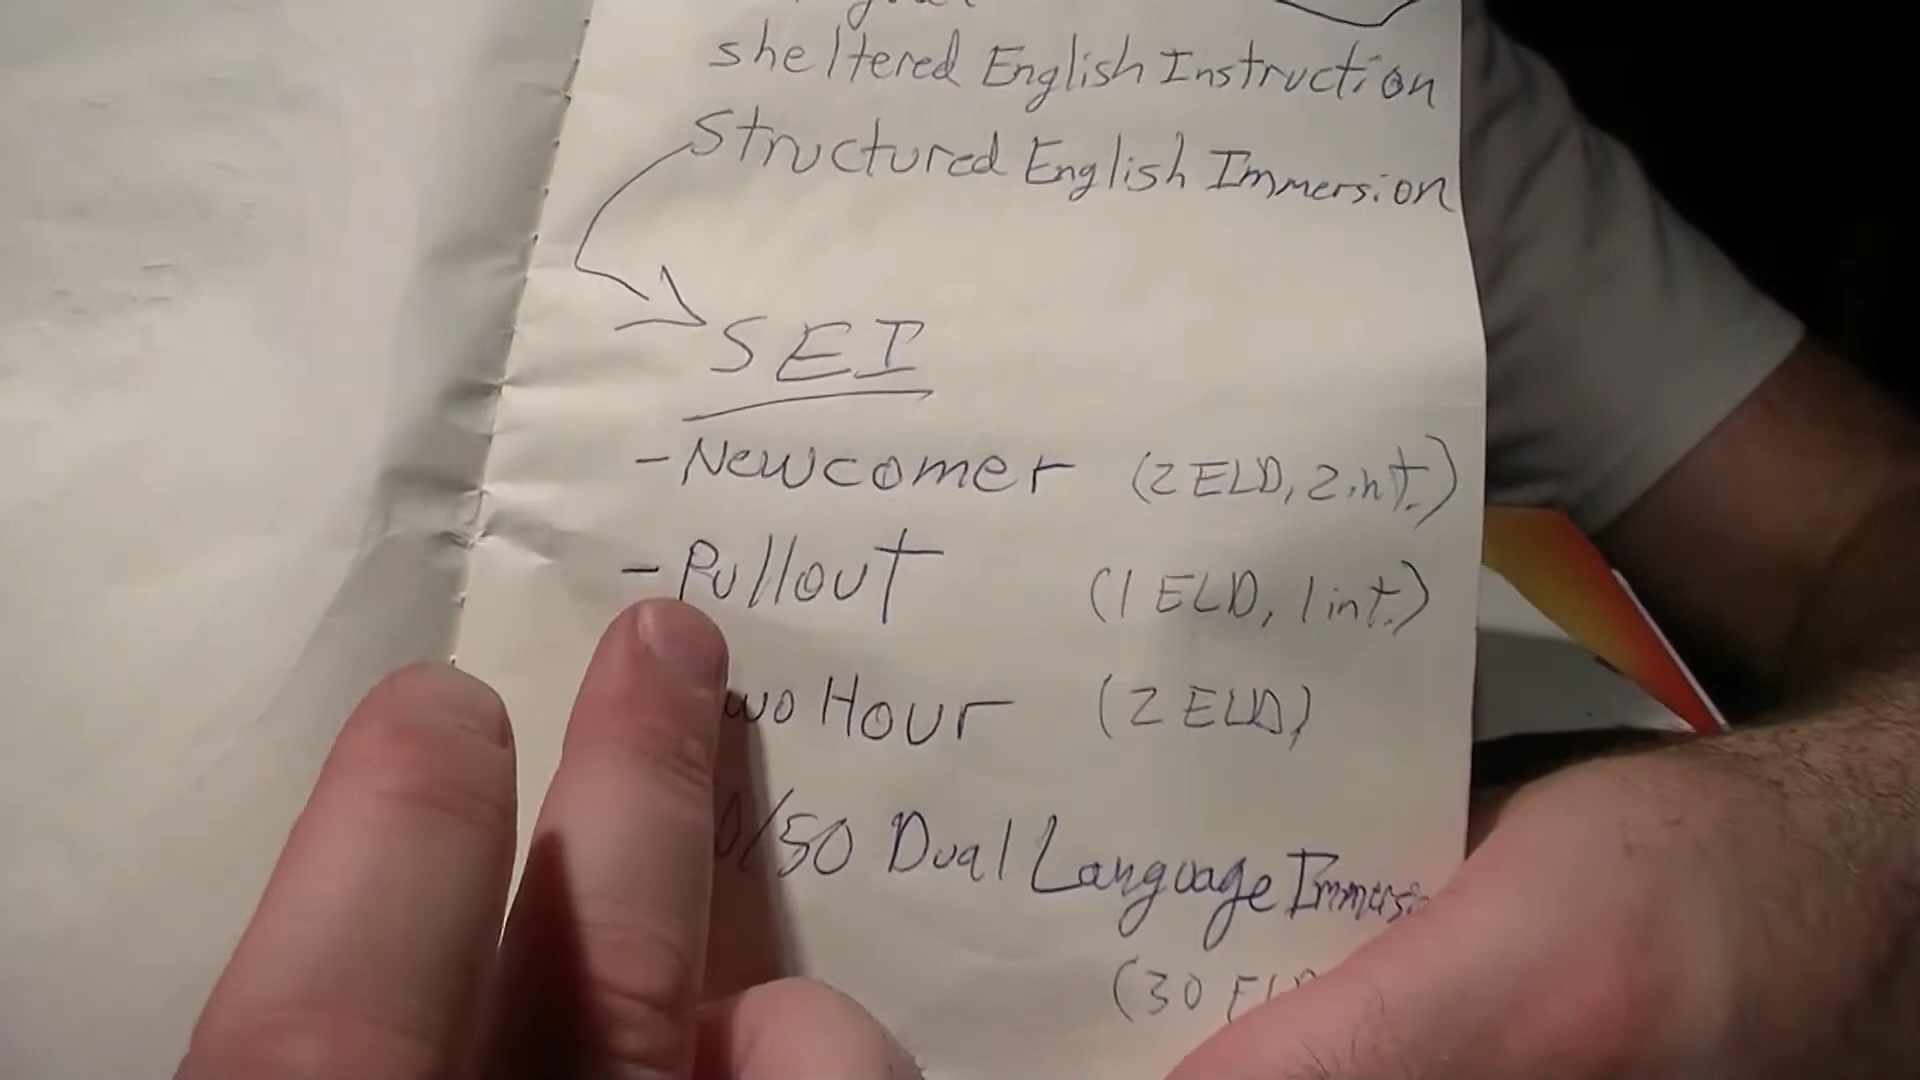 sheltered English Instruction
Structured English Immersion
SEI
- Newcomer (2 ELD, 2 int.)
- Pullout (1 ELD, 1 int.)
Hour (2 ELD)
/50 Dual Language
(30